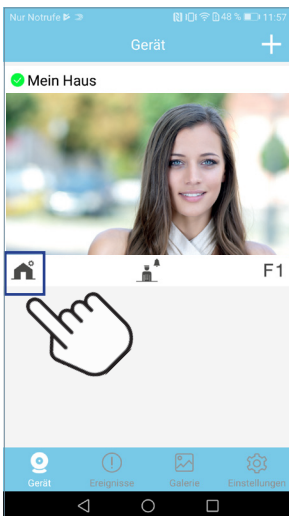 Nur Notrufe 48 % 11:57
Gerät
Mein Haus
F1
Gerät Ereignisse Galerie Einstellungen